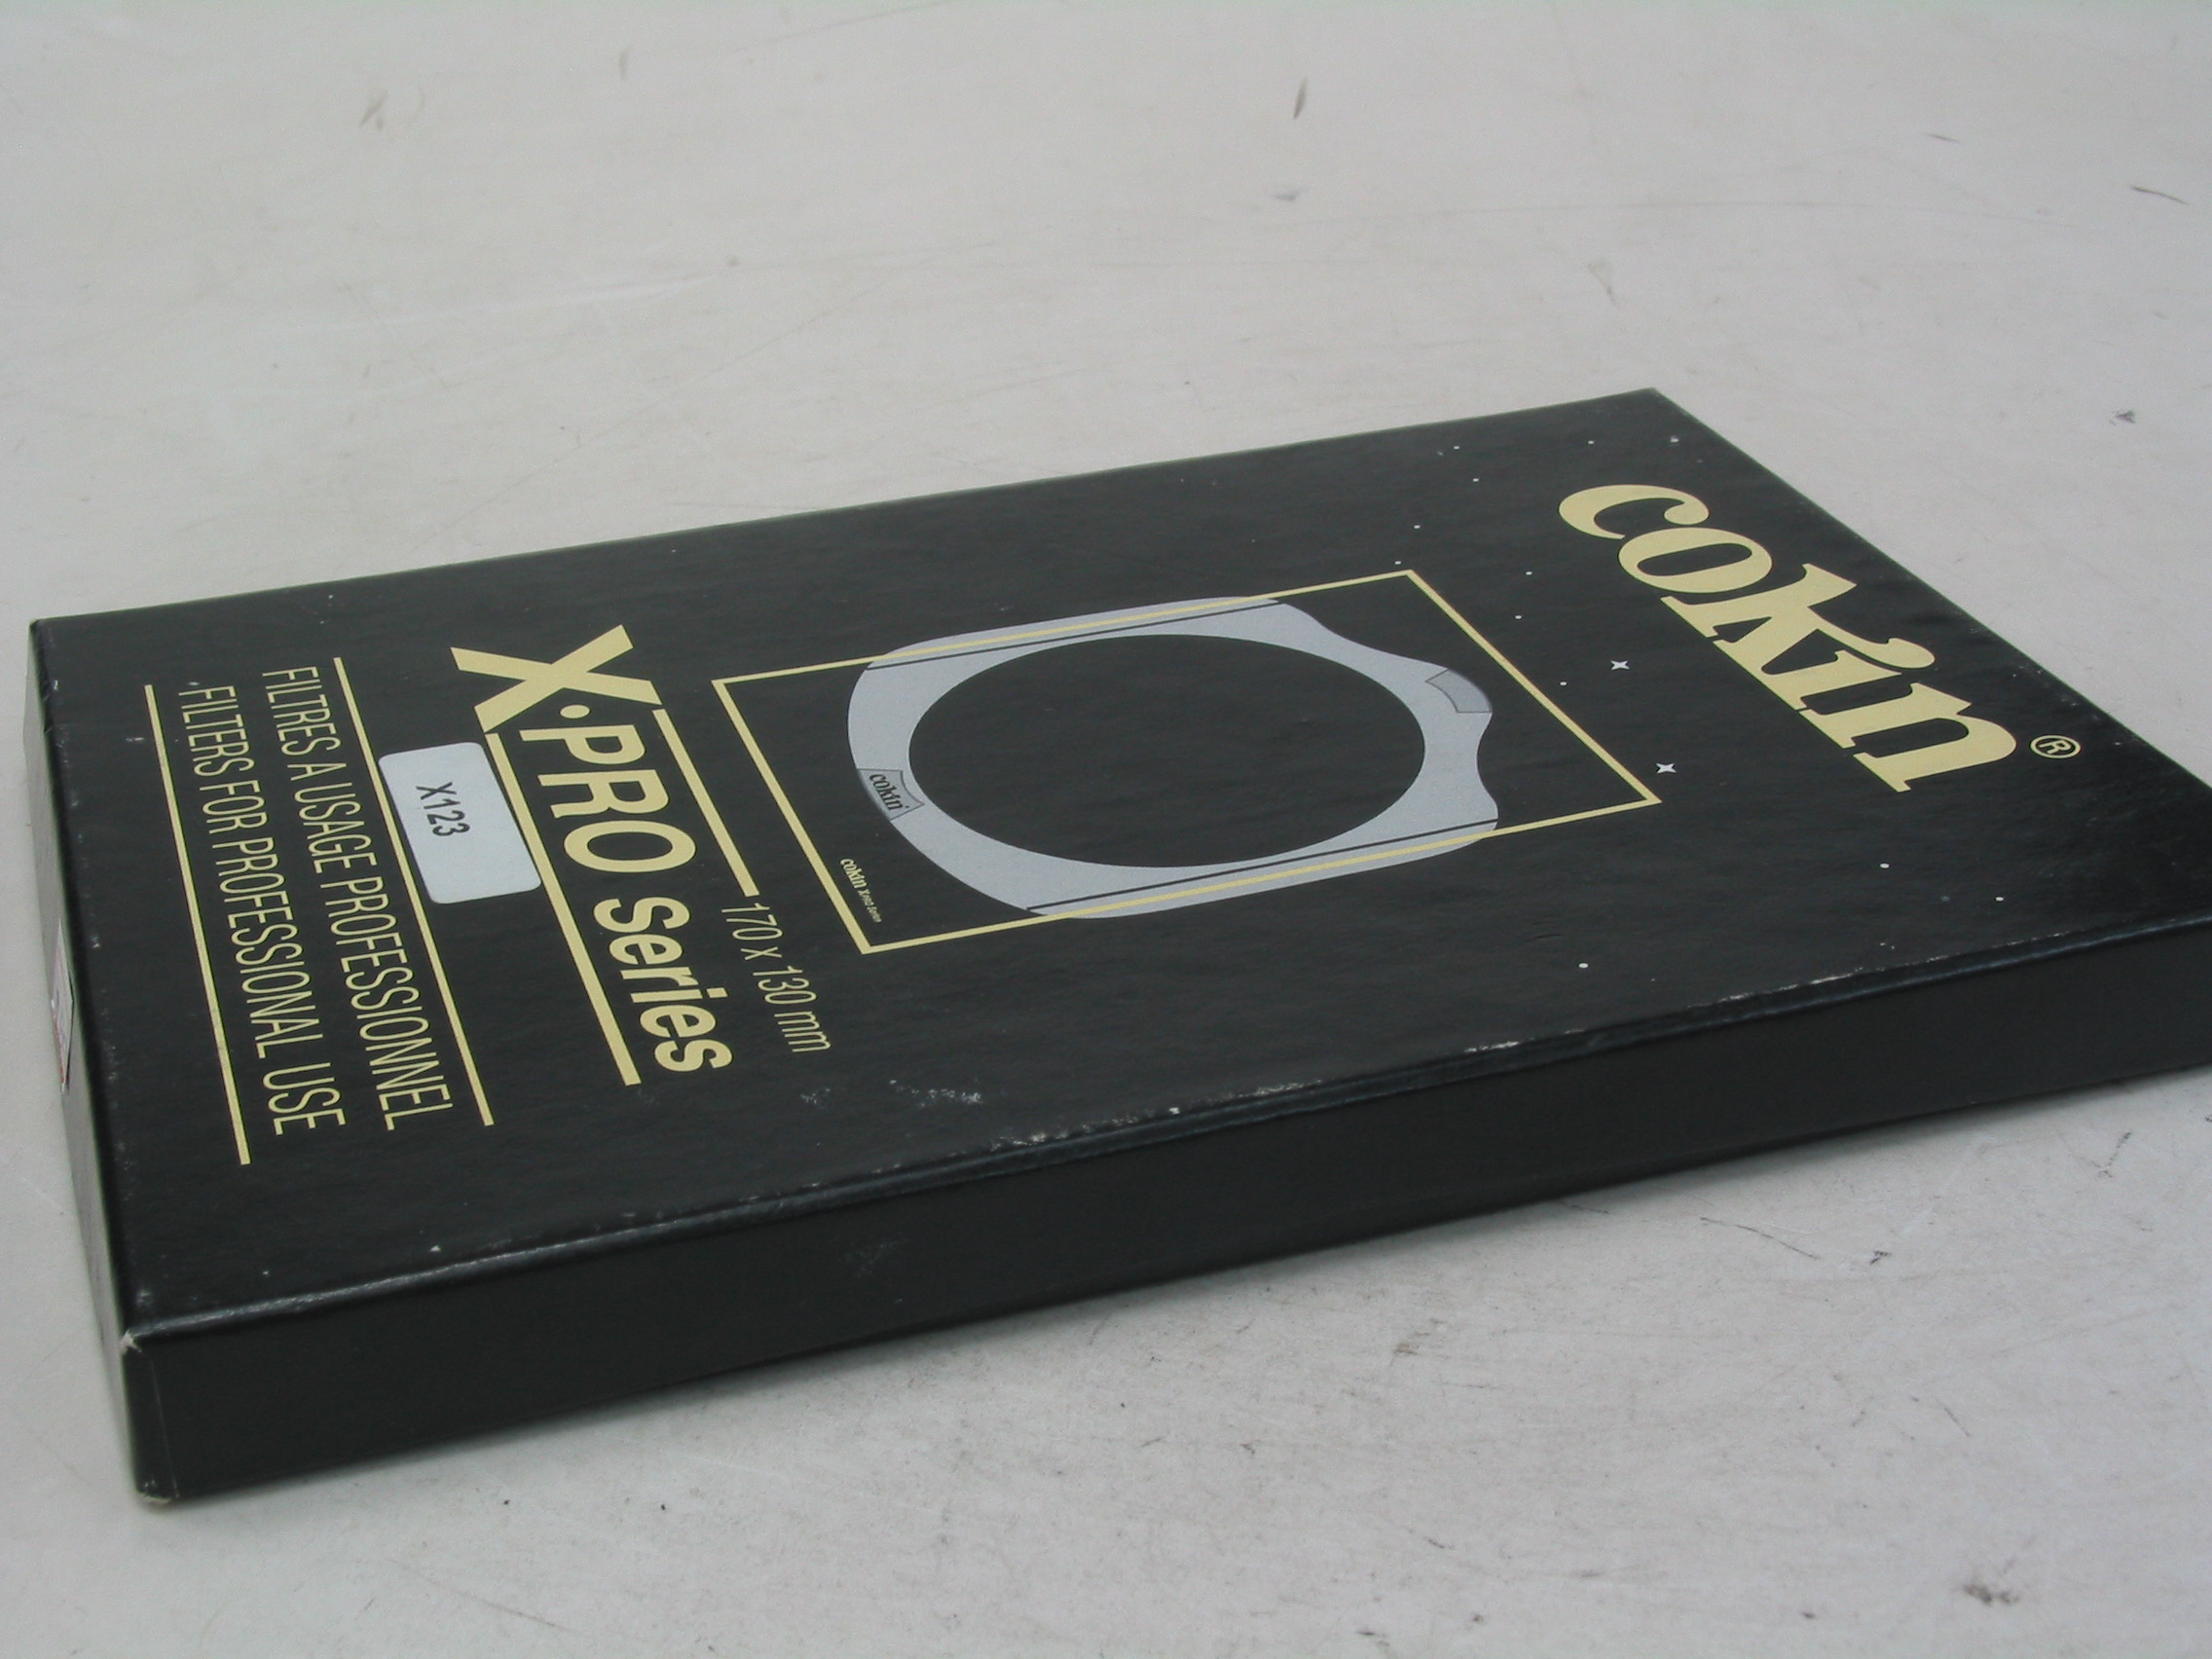 cokin®
cokin
cokin X·PRO Series
170 x 130 mm
X·PRO series
X123
FILTRES A USAGE PROFESSIONNEL
FILTERS FOR PROFESSIONAL USE